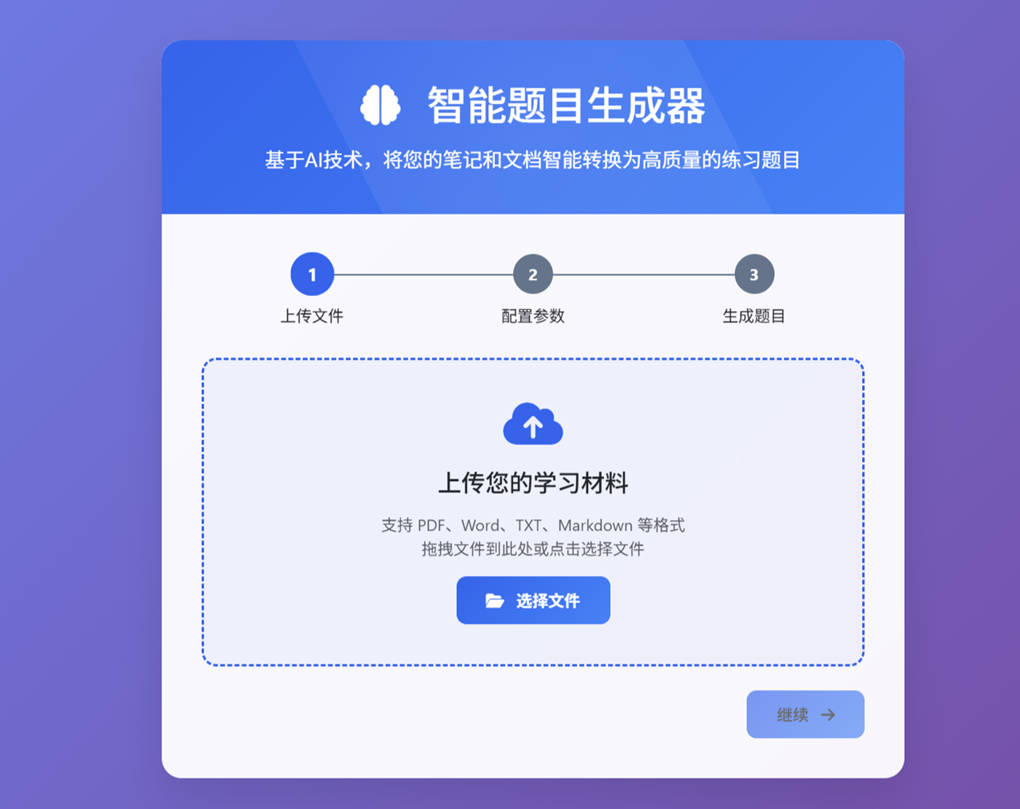 智能题目生成器
基于AI技术，将您的笔记和文档智能转换为高质量的练习题目
1
2
3
上传文件
配置参数
生成题目
上传您的学习材料
支持 PDF、Word、TXT、Markdown 等格式
拖拽文件到此处或点击选择文件
选择文件
继续